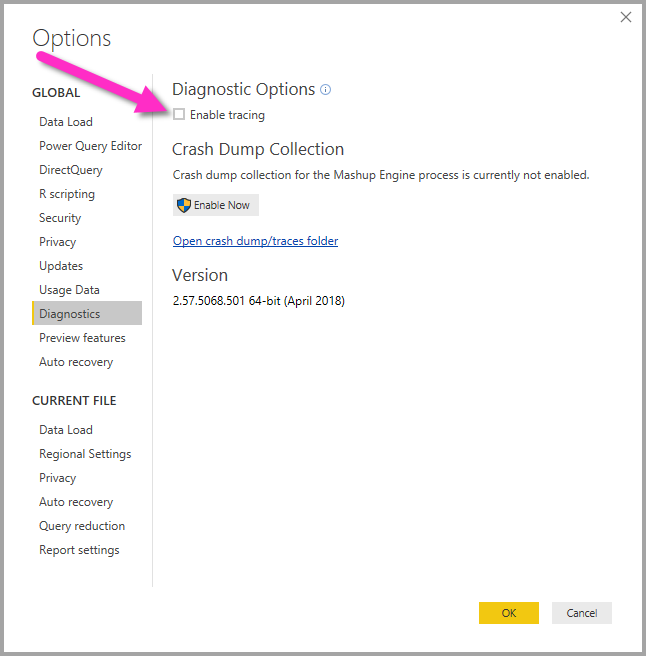 Options
GLOBAL
Data Load
Power Query Editor
DirectQuery
R scripting
Security
Privacy
Updates
Usage Data
Diagnostics
Preview features
Auto recovery
CURRENT FILE
Data Load
Regional Settings
Privacy
Auto recovery
Query reduction
Report settings
Diagnostic Options
Enable tracing
Crash Dump Collection
Crash dump collection for the Mashup Engine process is currently not enabled.
Enable Now
Open crash dump/traces folder
Version
2.57.5068.501 64-bit (April 2018)
OK
Cancel